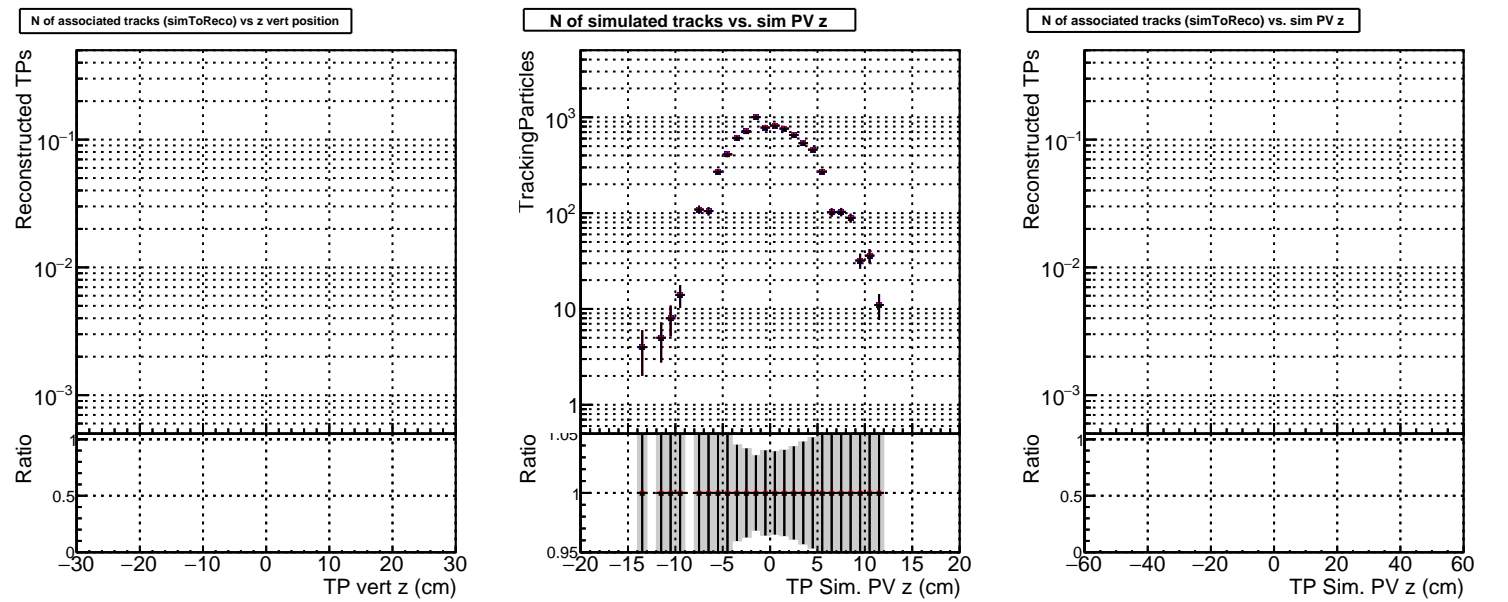 N of associated tracks (simToReco) vs z vert position
Reconstructed TPs
10⁻¹
10⁻²
10⁻³
Ratio
1
0.5
0
−30 −20 −10 0 10 20 30
TP vert z (cm)
N of simulated tracks vs. sim PV z
TrackingParticles
10³
10²
10
1
Ratio
1.05
1
0.95
−20 −15 −10 −5 0 5 10 15 20
TP Sim. PV z (cm)
N of associated tracks (simToReco) vs. sim PV z
Reconstructed TPs
10⁻¹
10⁻²
10⁻³
Ratio
1
0.5
0
−60 −40 −20 0 20 40 60
TP Sim. PV z (cm)